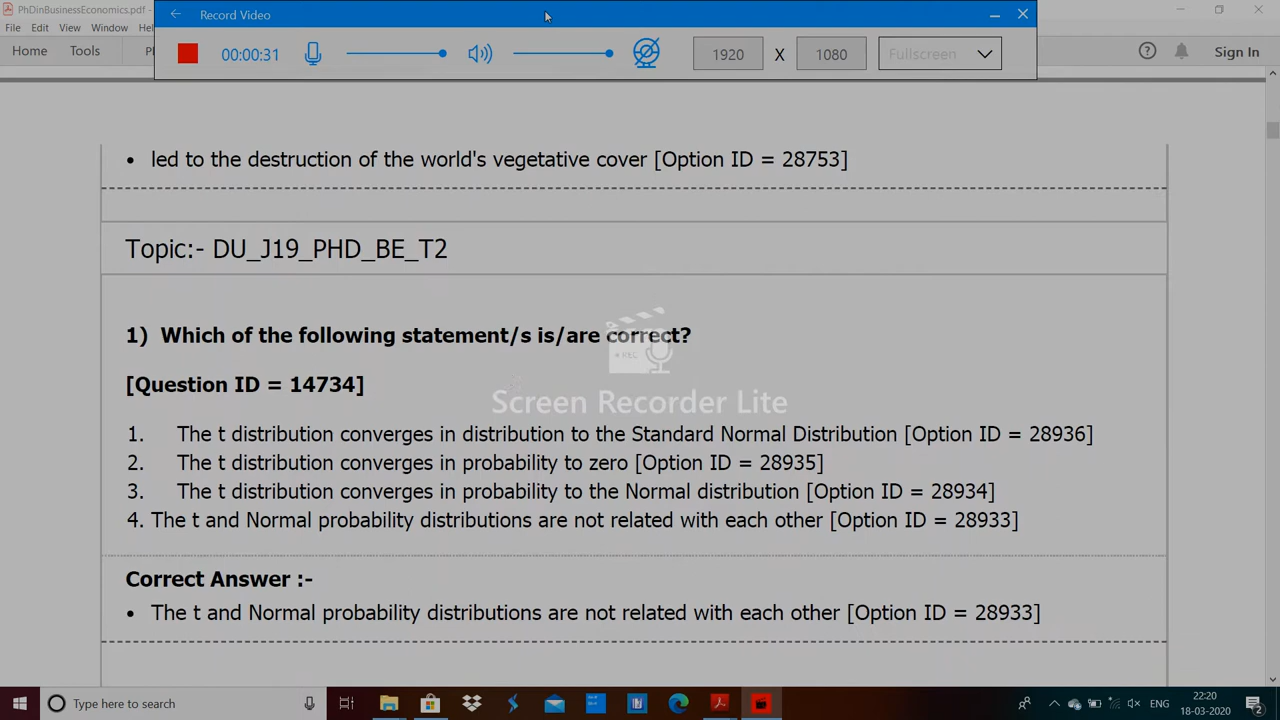 PhDinBusinessEconomics.pdf -
Record Video
File Edit View Window
00:00:31
1920 X 1080 Fullscreen
Home Tools
Sign In
led to the destruction of the world's vegetative cover [Option ID = 28753]
Topic:- DU_J19_PHD_BE_T2
1) Which of the following statement/s is/are correct?
[Question ID = 14734]
REC
Screen Recorder Lite
1. The t distribution converges in distribution to the Standard Normal Distribution [Option ID = 28936]
2. The t distribution converges in probability to zero [Option ID = 28935]
3. The t distribution converges in probability to the Normal distribution [Option ID = 28934]
4. The t and Normal probability distributions are not related with each other [Option ID = 28933]
Correct Answer :-
• The t and Normal probability distributions are not related with each other [Option ID = 28933]
Type here to search
ENG
22:20
18-03-2020
2